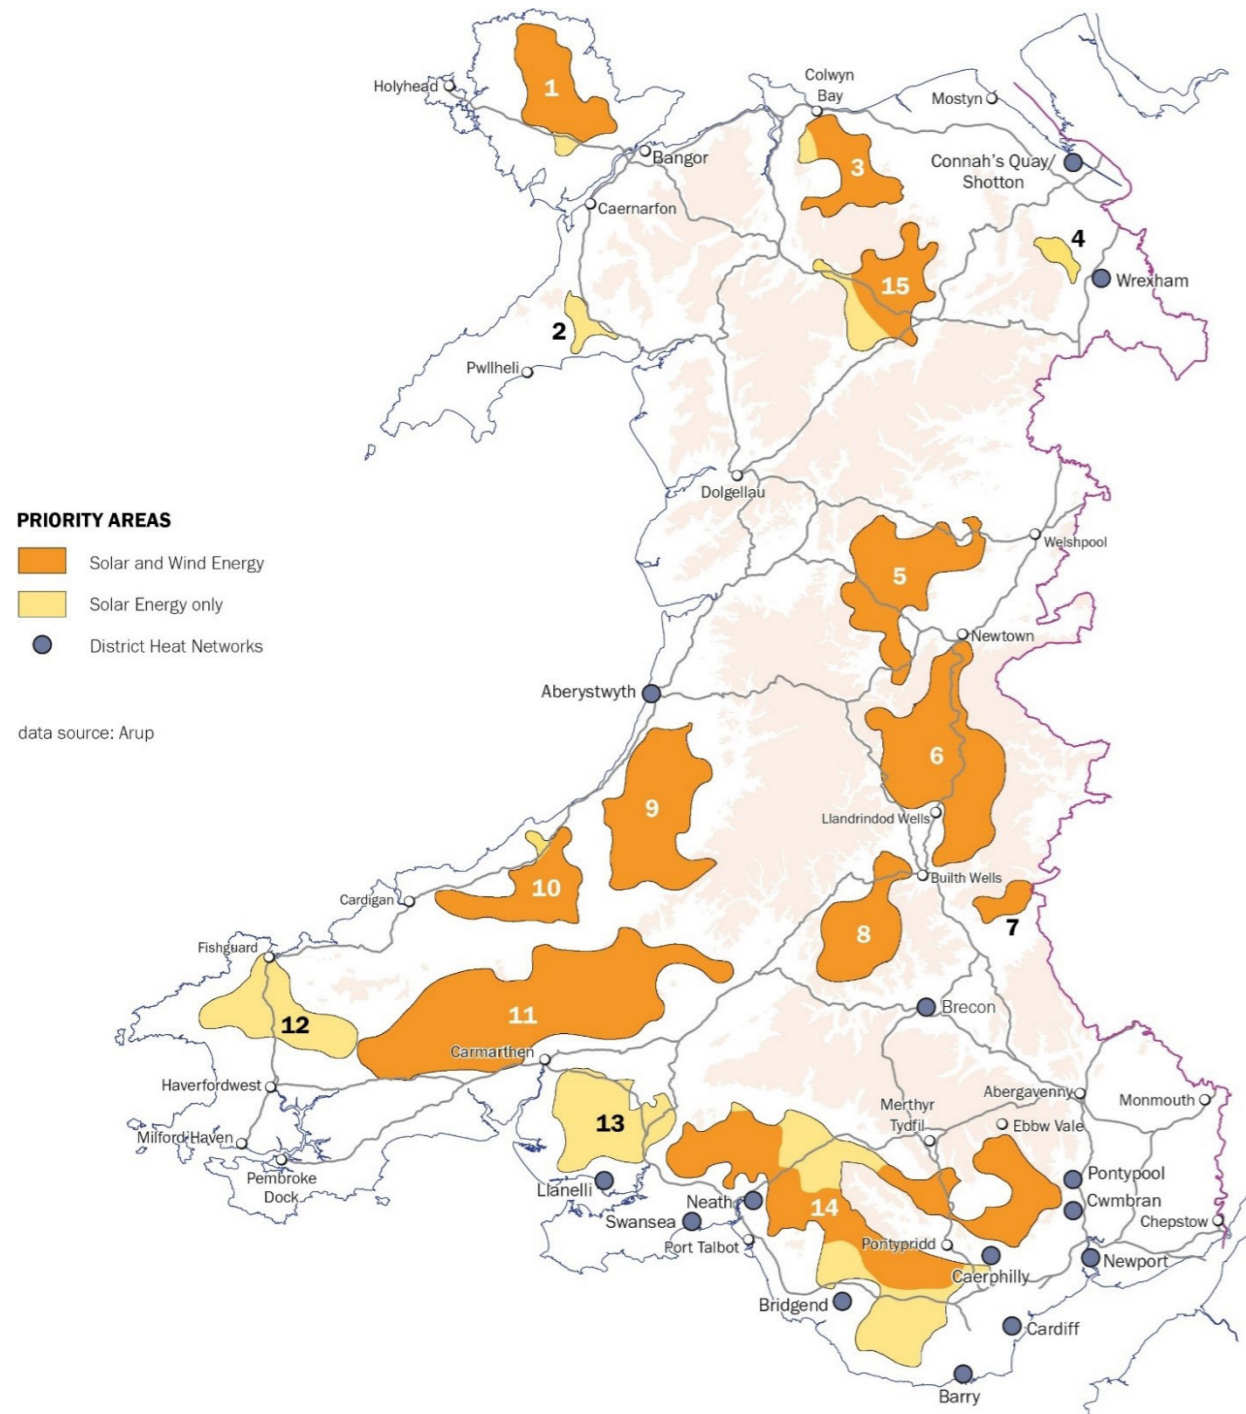 Colwyn
Bay
Holyhead
1
Mostyn
Bangor
3
Connah's Quay/
Shotton
Caernarfon
4
15
Wrexham
2
Pwllheli
Dolgellau
PRIORITY AREAS
Solar and Wind Energy
Solar Energy only
District Heat Networks
data source: Arup
Welshpool
5
Newtown
Aberystwyth
6
9
Llandrindod Wells
10
Builth Wells
Cardigan
7
8
Fishguard
11
12
Brecon
Carmarthen
Haverfordwest
Abergavenny
Merthyr
Tydfil
Monmouth
13
Ebbw Vale
Milford Haven
Pembroke
Dock
Llanelli
Pontypool
Neath
14
Cwmbran
Swansea
Chepstow
Port Talbot
Pontypridd
Caerphilly
Newport
Bridgend
Cardiff
Barry